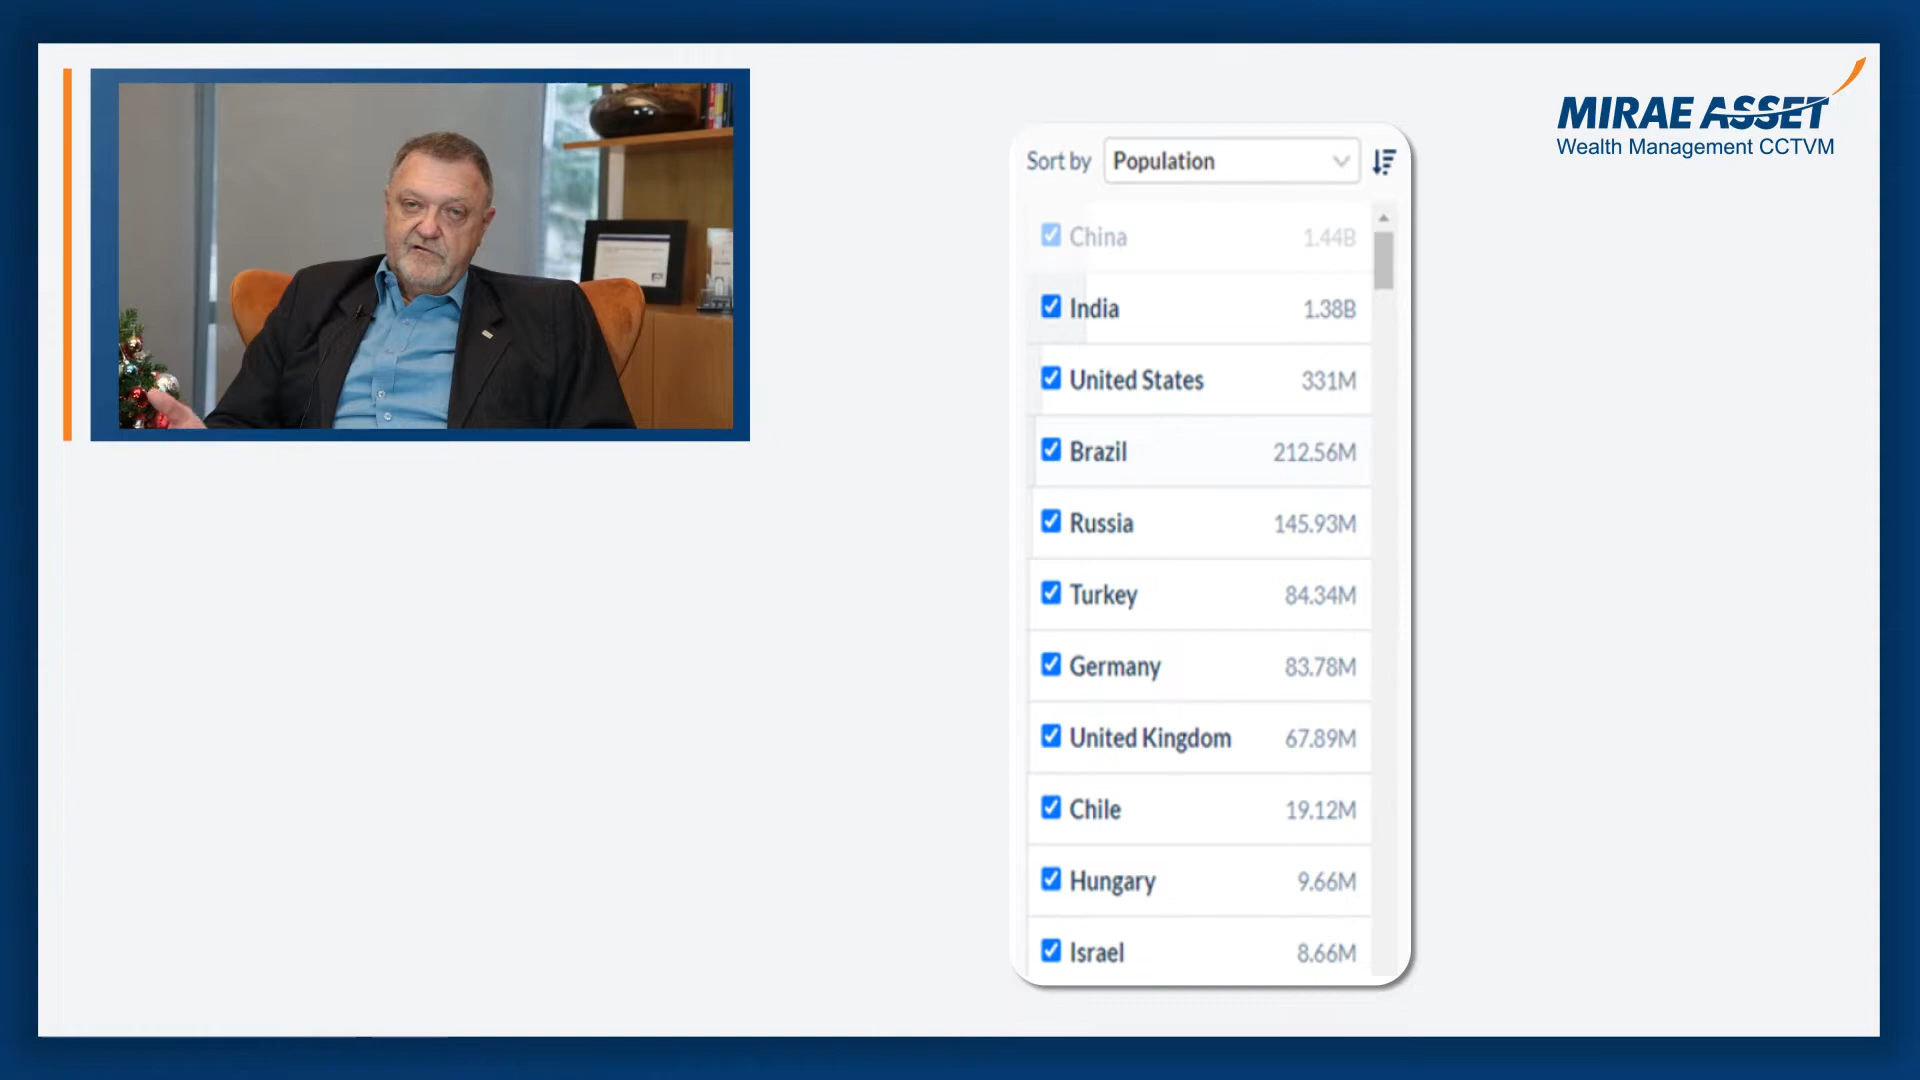 MIRAE ASSET
Wealth Management CCTVM
Sort by Population
China 1.44B
India 1.38B
United States 331M
Brazil 212.56M
Russia 145.93M
Turkey 84.34M
Germany 83.78M
United Kingdom 67.89M
Chile 19.12M
Hungary 9.66M
Israel 8.66M